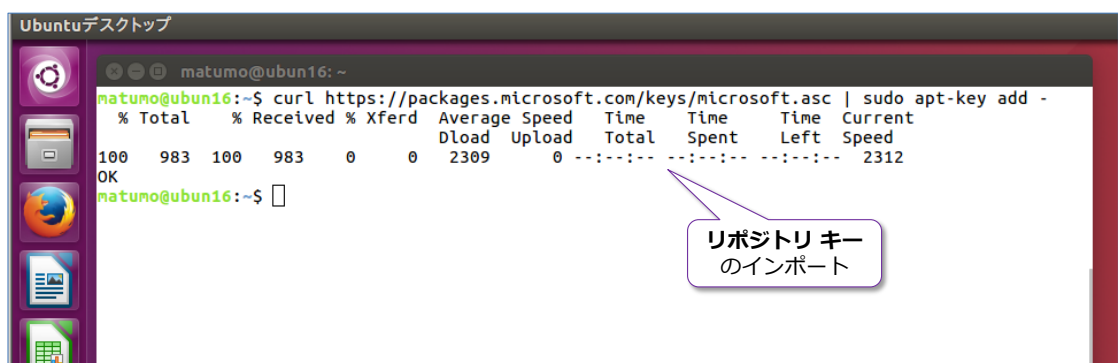 Ubuntuデスクトップ
matumo@ubun16: ~
matumo@ubun16:~$ curl https://packages.microsoft.com/keys/microsoft.asc | sudo apt-key add -
  % Total    % Received % Xferd  Average Speed   Time    Time     Time  Current
                                 Dload  Upload   Total   Spent    Left  Speed
100   983  100   983    0     0   2309      0 --:--:-- --:--:-- --:--:--  2312
OK
matumo@ubun16:~$
リポジトリ キー
のインポート